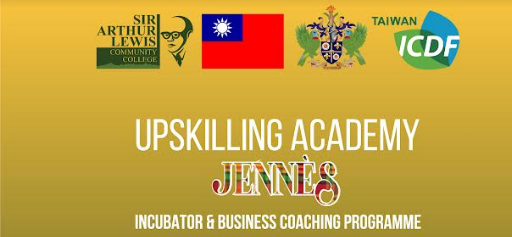 SIR
ARTHUR
LEWIS
COMMUNITY
COLLEGE
TAIWAN
ICDF
UPSKILLING ACADEMY
JENNÈS
INCUBATOR & BUSINESS COACHING PROGRAMME